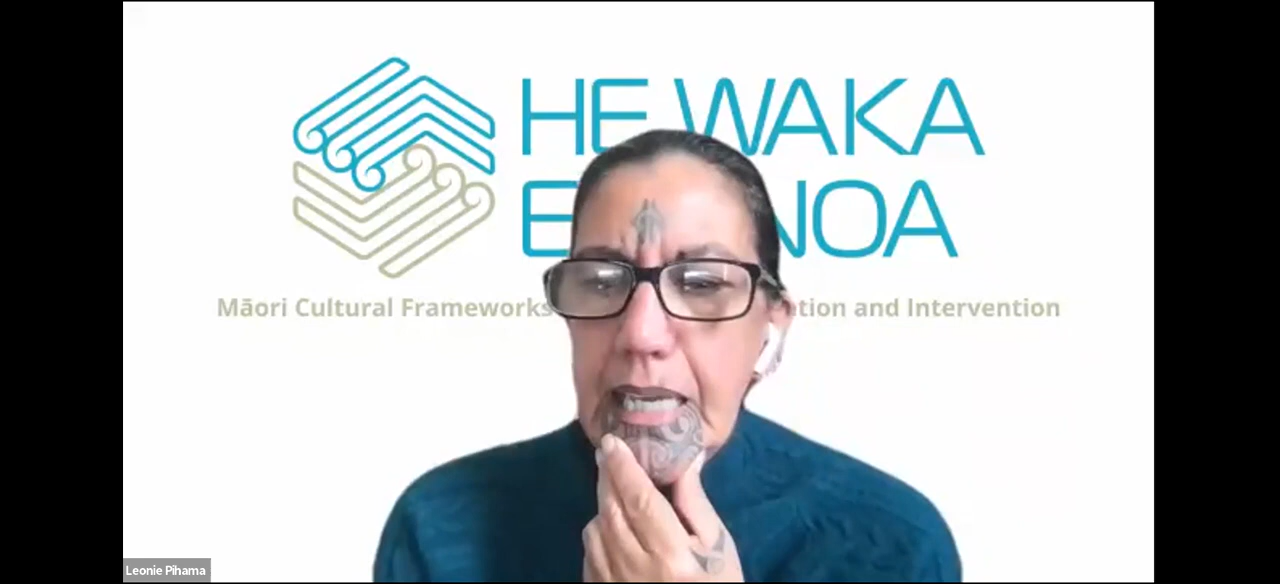 HE WAKA
E NOA
Māori Cultural Frameworks and Intervention
Leonie Pihama